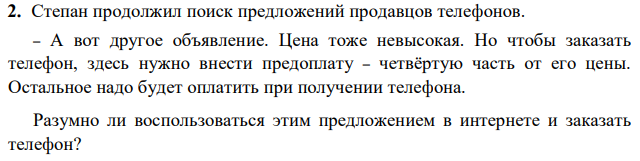 2. Степан продолжил поиск предложений продавцов телефонов.
– А вот другое объявление. Цена тоже невысокая. Но чтобы заказать
телефон, здесь нужно внести предоплату – четвёртую часть от его цены.
Остальное надо будет оплатить при получении телефона.
Разумно ли воспользоваться этим предложением в интернете и заказать
телефон?